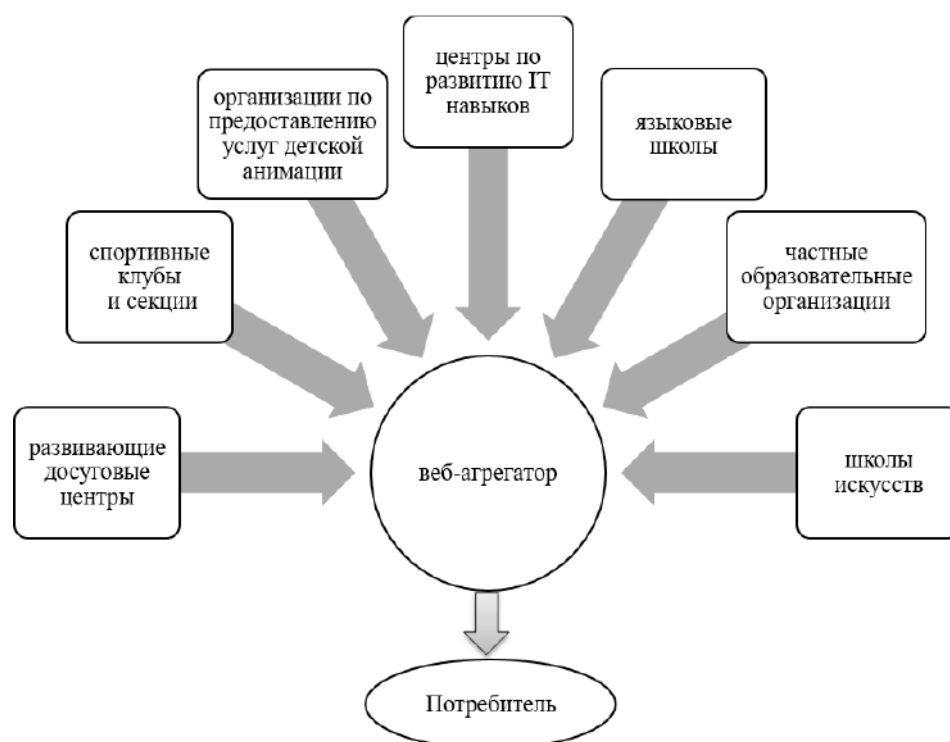 центры по
развитию IT
навыков
организации по
предоставлению
услуг детской
анимации
языковые
школы
спортивные
клубы
и секции
частные
образовательные
организации
развивающие
досуговые
центры
веб-агрегатор
школы
искусств
Потребитель